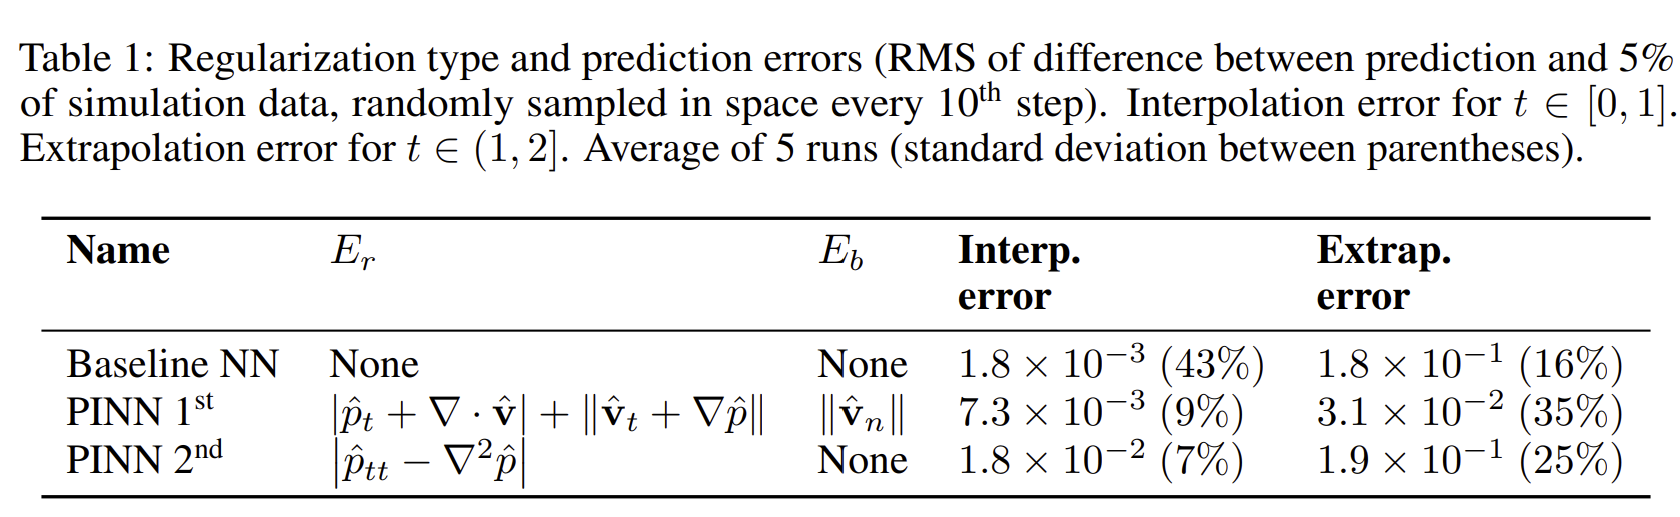 Table 1: Regularization type and prediction errors (RMS of difference between prediction and 5%
of simulation data, randomly sampled in space every 10th step). Interpolation error for t ∈ [0, 1].
Extrapolation error for t ∈ (1, 2]. Average of 5 runs (standard deviation between parentheses).
Name E_r E_b Interp. error Extrap. error
Baseline NN None None 1.8 × 10⁻³ (43%) 1.8 × 10⁻¹ (16%)
PINN 1st |p̂_t + ∇ · v̂| + ‖v̂_t + ∇p̂‖ ‖v̂_n‖ 7.3 × 10⁻³ (9%) 3.1 × 10⁻² (35%)
PINN 2nd |p̂_tt − ∇²p̂| None 1.8 × 10⁻² (7%) 1.9 × 10⁻¹ (25%)